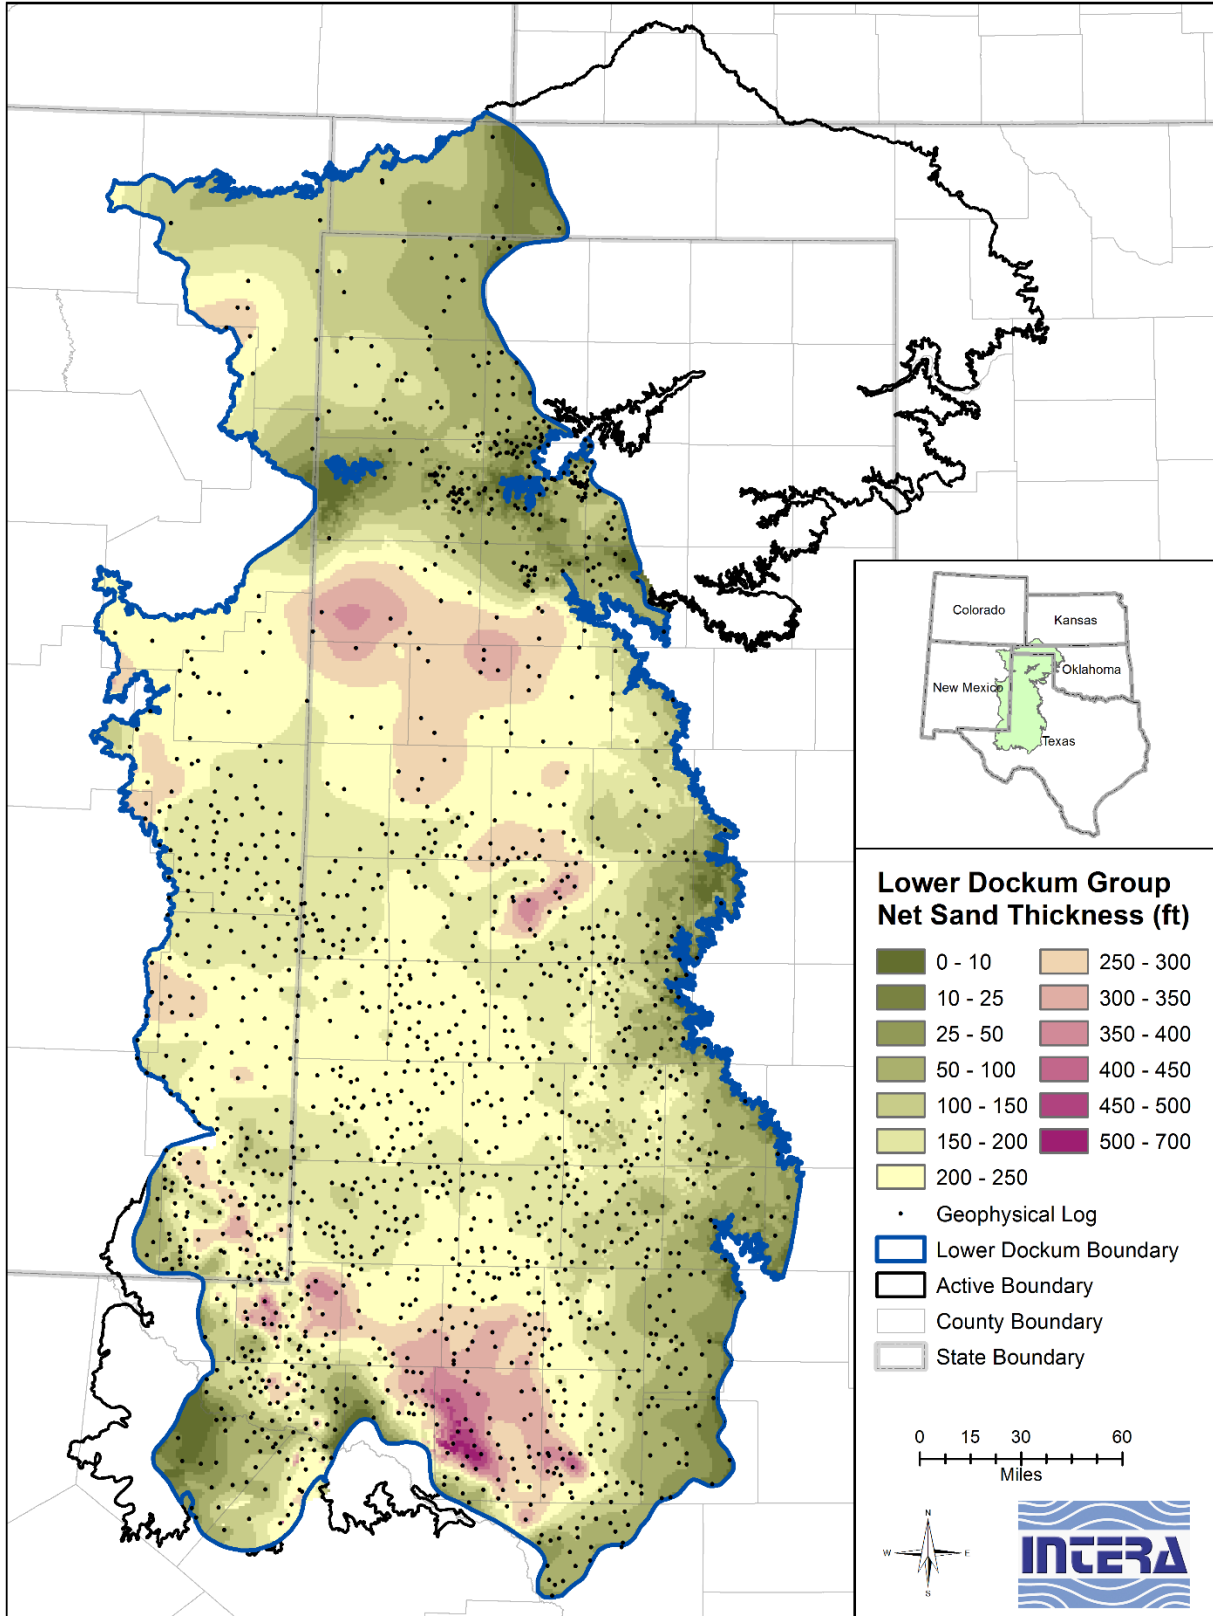 Colorado
Kansas
New Mexico
Oklahoma
Texas
Lower Dockum Group
Net Sand Thickness (ft)
0 - 10
250 - 300
10 - 25
300 - 350
25 - 50
350 - 400
50 - 100
400 - 450
100 - 150
450 - 500
150 - 200
500 - 700
200 - 250
Geophysical Log
Lower Dockum Boundary
Active Boundary
County Boundary
State Boundary
0 15 30 60
Miles
N
W E
S
INTERA